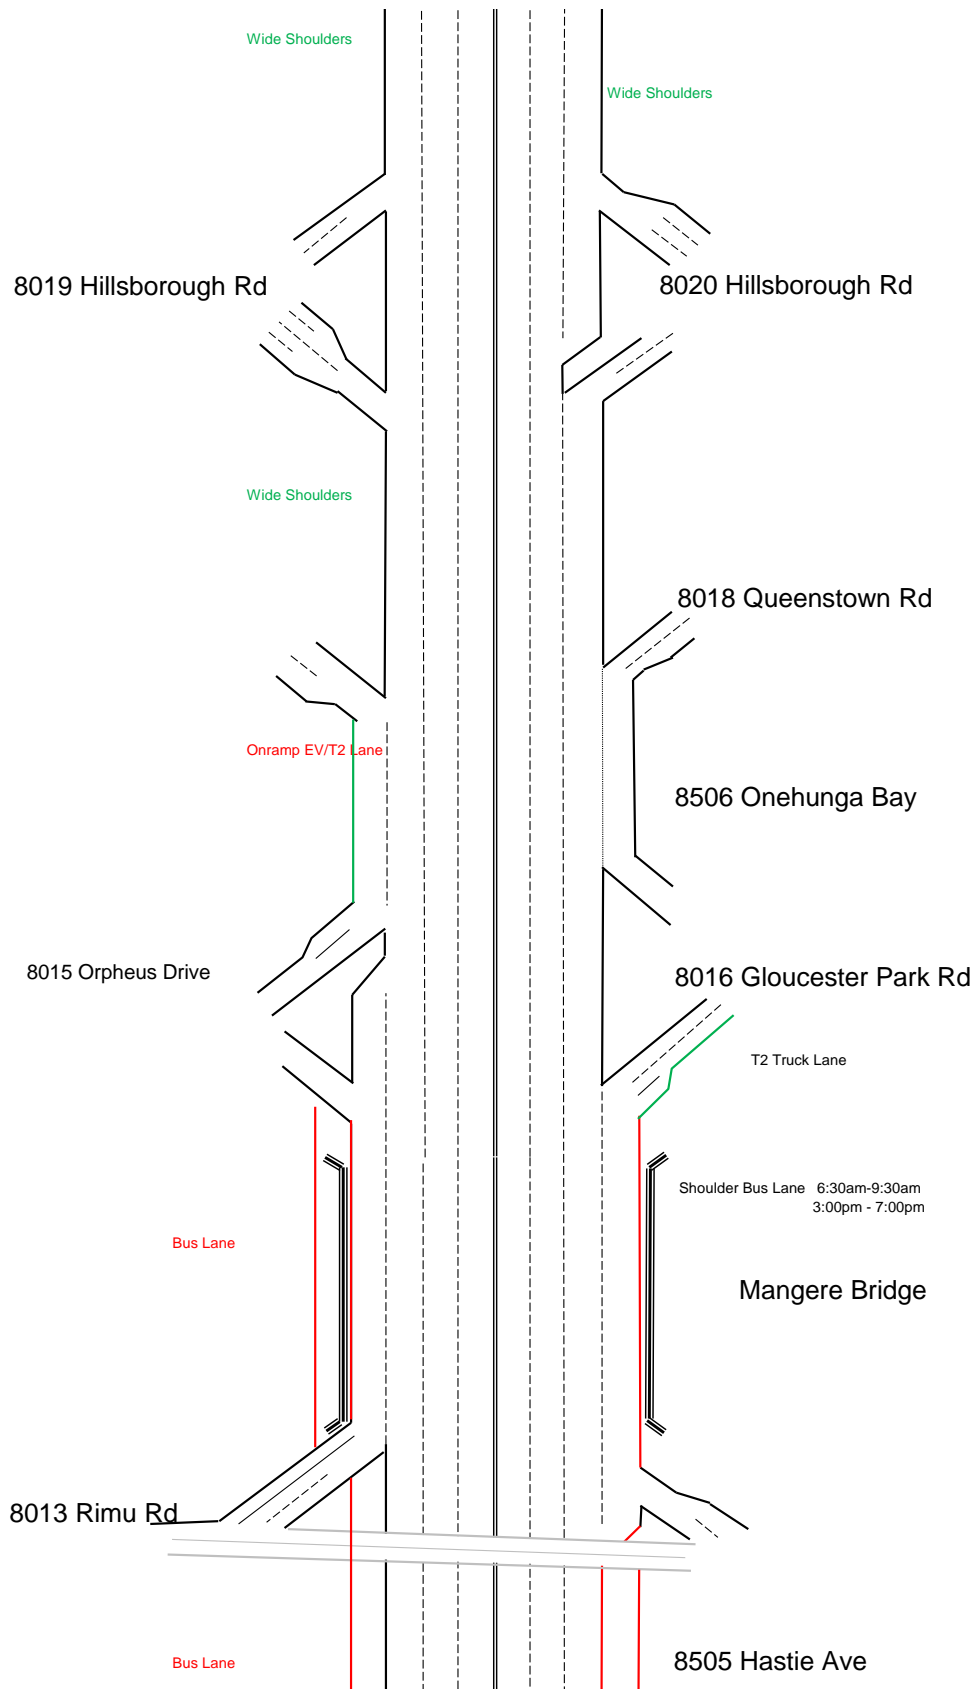 Wide Shoulders
Wide Shoulders
8019 Hillsborough Rd
8020 Hillsborough Rd
Wide Shoulders
8018 Queenstown Rd
Onramp EV/T2 Lane
8506 Onehunga Bay
8015 Orpheus Drive
8016 Gloucester Park Rd
T2 Truck Lane
Shoulder Bus Lane 6:30am-9:30am
3:00pm - 7:00pm
Bus Lane
Mangere Bridge
8013 Rimu Rd
Bus Lane
8505 Hastie Ave